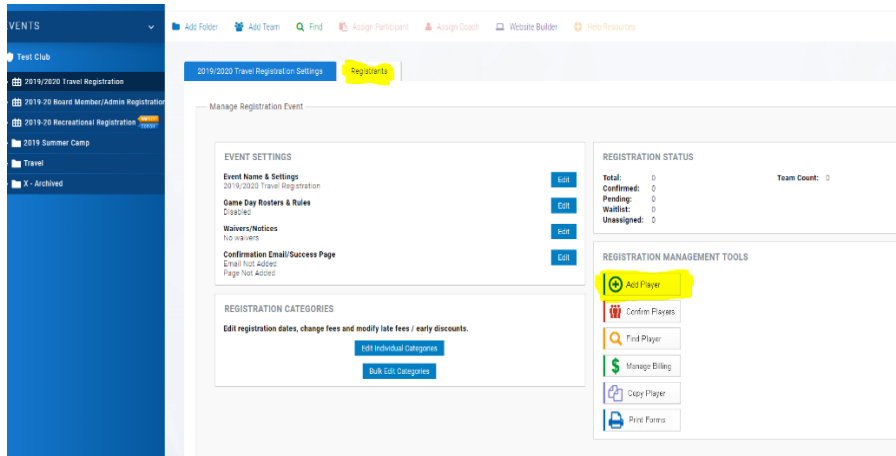 EVENTS
Add Folder
Add Team
Find
Assign Participant
Assign Coach
Website Builder
Help Resources
Test Club
2019/2020 Travel Registration
2019-20 Board Member/Admin Registration
2019-20 Recreational Registration
2019 Summer Camp
Travel
X - Archived
2019/2020 Travel Registration Settings
Registrants
Manage Registration Event
EVENT SETTINGS
Event Name & Settings
2019/2020 Travel Registration
Edit
Game Day Rosters & Rules
Disabled
Edit
Waivers/Notices
No waivers
Edit
Confirmation Email/Success Page
Email Not Added
Page Not Added
Edit
REGISTRATION CATEGORIES
Edit registration dates, change fees and modify late fees / early discounts.
Edit Individual Categories
Bulk Edit Categories
REGISTRATION STATUS
Total: 0
Team Count: 0
Confirmed: 0
Pending: 0
Waitlist: 0
Unassigned: 0
REGISTRATION MANAGEMENT TOOLS
Add Player
Confirm Players
Find Player
Manage Billing
Copy Player
Print Forms